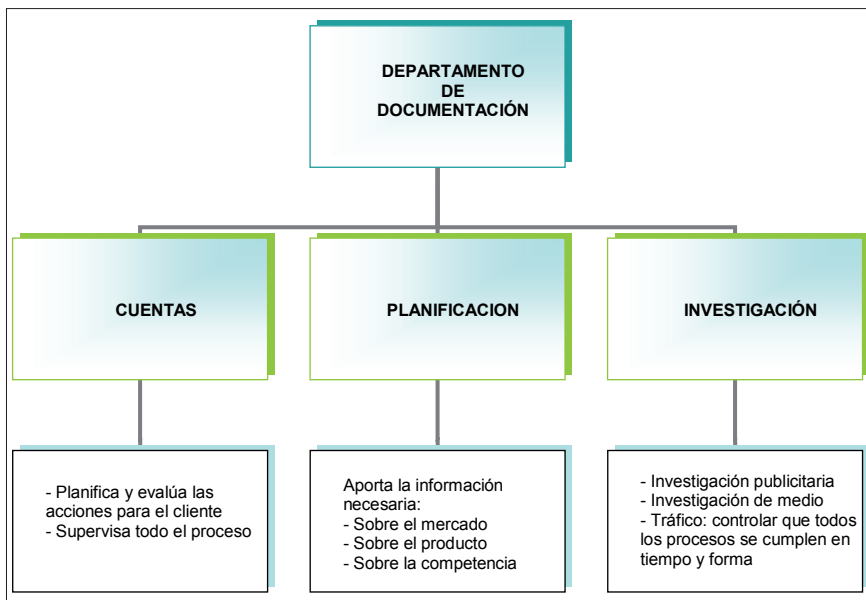 DEPARTAMENTO
DE
DOCUMENTACIÓN
CUENTAS
PLANIFICACION
INVESTIGACIÓN
- Planifica y evalúa las
acciones para el cliente
- Supervisa todo el proceso
Aporta la información
necesaria:
- Sobre el mercado
- Sobre el producto
- Sobre la competencia
- Investigación publicitaria
- Investigación de medio
- Tráfico: controlar que todos
los procesos se cumplen en
tiempo y forma